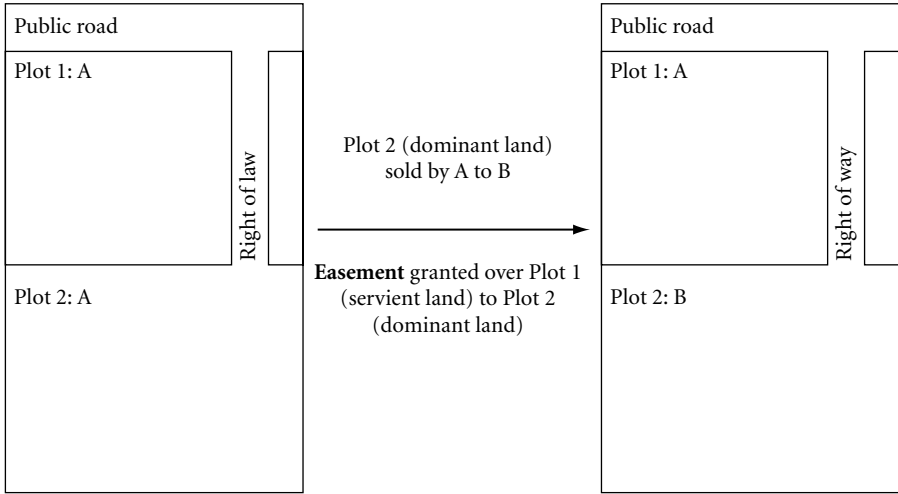 Public road
Plot 1: A
Right of law
Plot 2: A
Plot 2 (dominant land)
sold by A to B
Easement granted over Plot 1
(servient land) to Plot 2
(dominant land)
Public road
Plot 1: A
Right of way
Plot 2: B